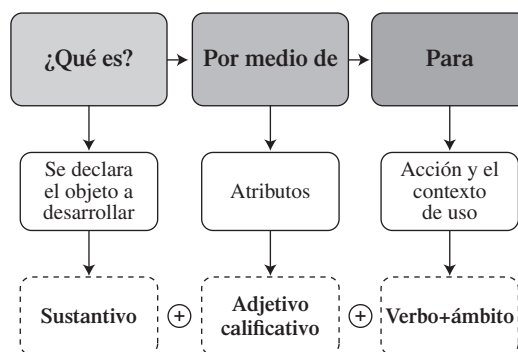 ¿Qué es?
Por medio de
Para
Se declara
el objeto a
desarrollar
Atributos
Acción y el
contexto
de uso
Sustantivo
+
Adjetivo
calificativo
+
Verbo+ámbito